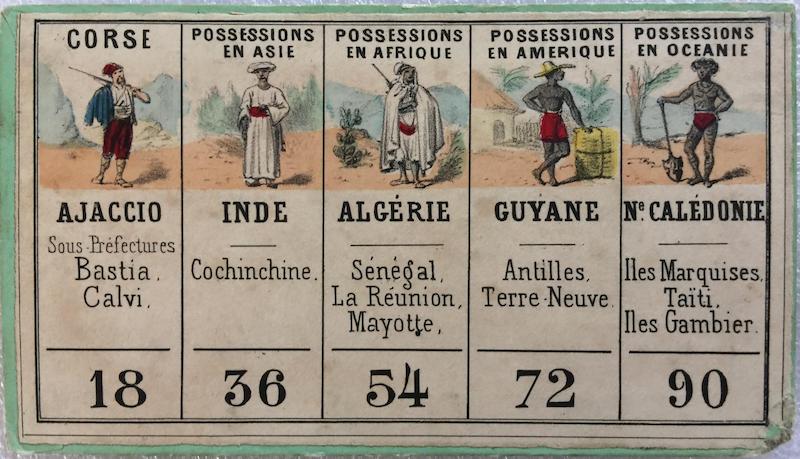 CORSE
AJACCIO
Sous-Préfectures
Bastia,
Calvi,
18
POSSESSIONS
EN ASIE
INDE
Cochinchine.
36
POSSESSIONS
EN AFRIQUE
ALGÉRIE
Sénégal,
La Réunion,
Mayotte,
54
POSSESSIONS
EN AMERIQUE
GUYANE
Antilles,
Terre-Neuve.
72
POSSESSIONS
EN OCEANIE
Nᵉ. CALÉDONIE
Iles Marquises,
Taïti,
Iles Gambier.
90